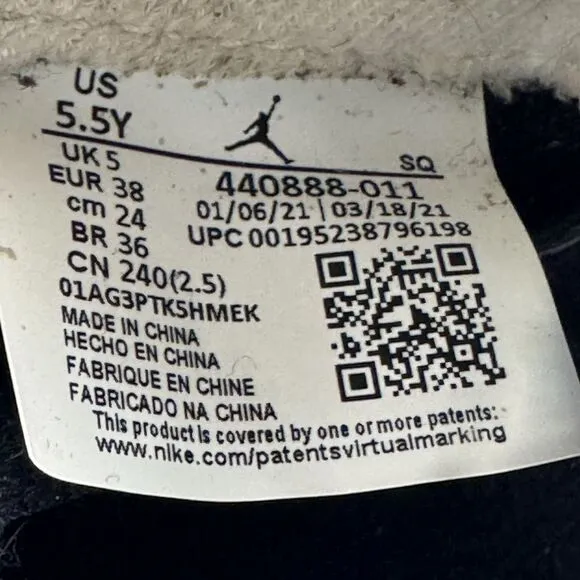 US
5.5Y
UK 5
EUR 38
cm 24
BR 36
CN 240(2.5)
SQ
440888-011
01/06/21 | 03/18/21
UPC 00195238796198
01AG3PTK5HMEK
MADE IN CHINA
HECHO EN CHINA
FABRIQUE EN CHINE
FABRICADO NA CHINA
This product is covered by one or more patents:
www.nike.com/patentsvirtualmarking